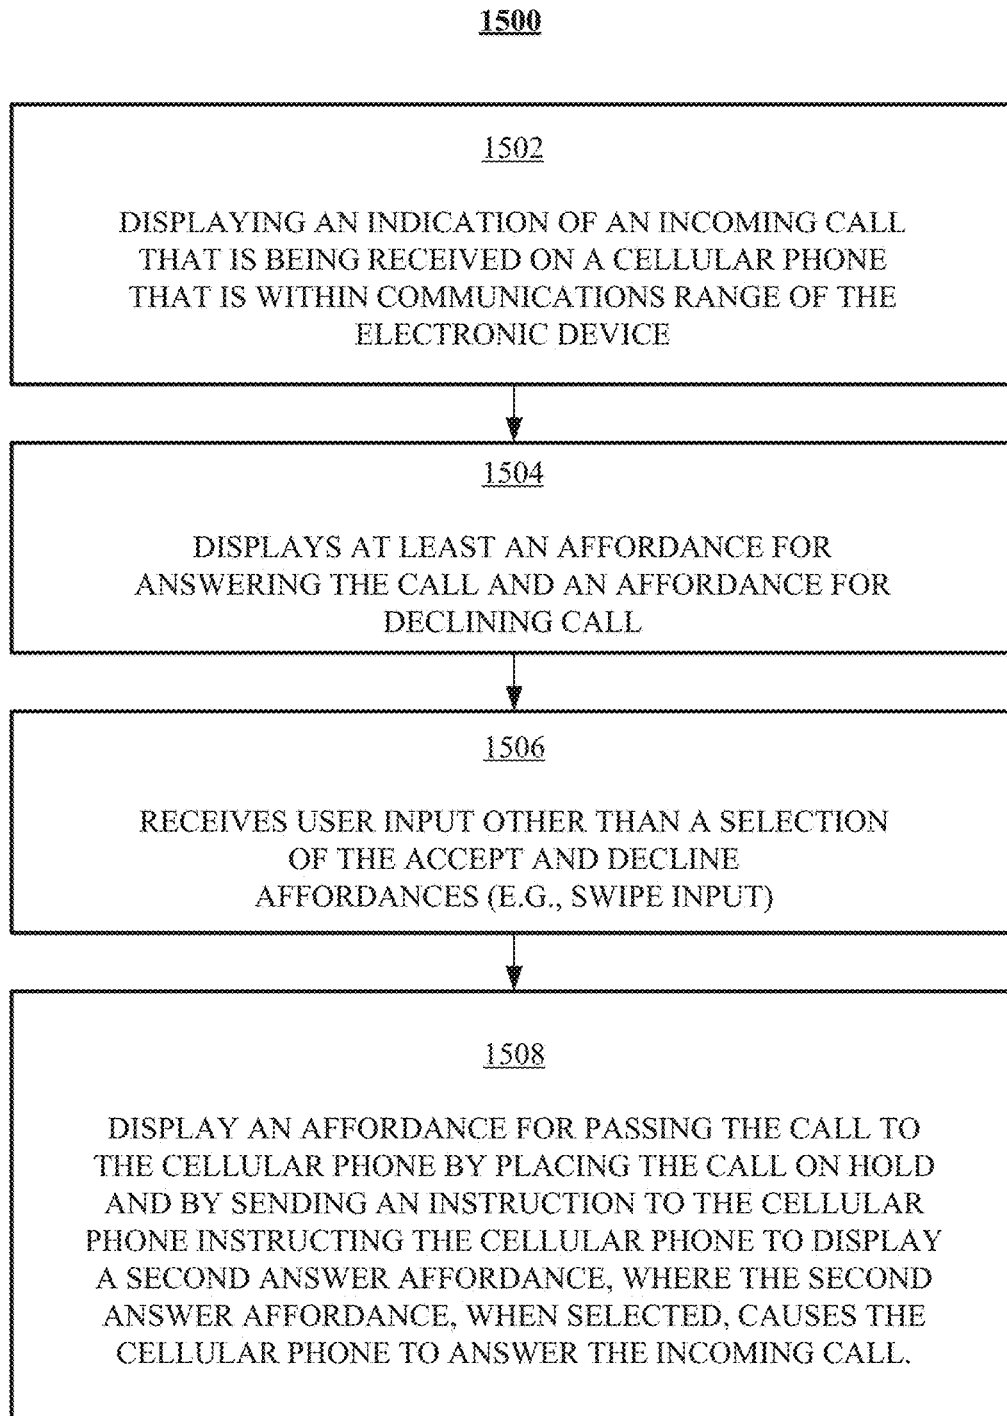 1500
1502
DISPLAYING AN INDICATION OF AN INCOMING CALL
THAT IS BEING RECEIVED ON A CELLULAR PHONE
THAT IS WITHIN COMMUNICATIONS RANGE OF THE
ELECTRONIC DEVICE
1504
DISPLAYS AT LEAST AN AFFORDANCE FOR
ANSWERING THE CALL AND AN AFFORDANCE FOR
DECLINING CALL
1506
RECEIVES USER INPUT OTHER THAN A SELECTION
OF THE ACCEPT AND DECLINE
AFFORDANCES (E.G., SWIPE INPUT)
1508
DISPLAY AN AFFORDANCE FOR PASSING THE CALL TO
THE CELLULAR PHONE BY PLACING THE CALL ON HOLD
AND BY SENDING AN INSTRUCTION TO THE CELLULAR
PHONE INSTRUCTING THE CELLULAR PHONE TO DISPLAY
A SECOND ANSWER AFFORDANCE, WHERE THE SECOND
ANSWER AFFORDANCE, WHEN SELECTED, CAUSES THE
CELLULAR PHONE TO ANSWER THE INCOMING CALL.